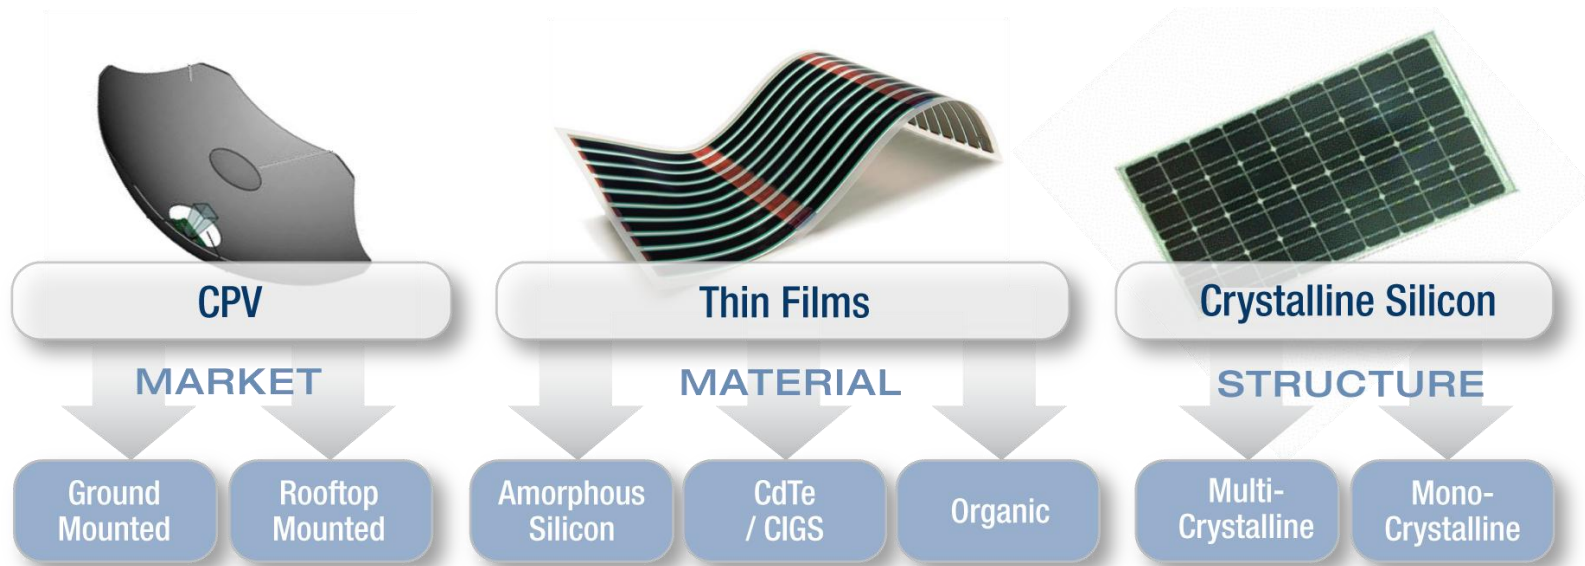 CPV
Thin Films
Crystalline Silicon
MARKET
MATERIAL
STRUCTURE
Ground
Mounted
Rooftop
Mounted
Amorphous
Silicon
CdTe
/ CIGS
Organic
Multi-
Crystalline
Mono-
Crystalline